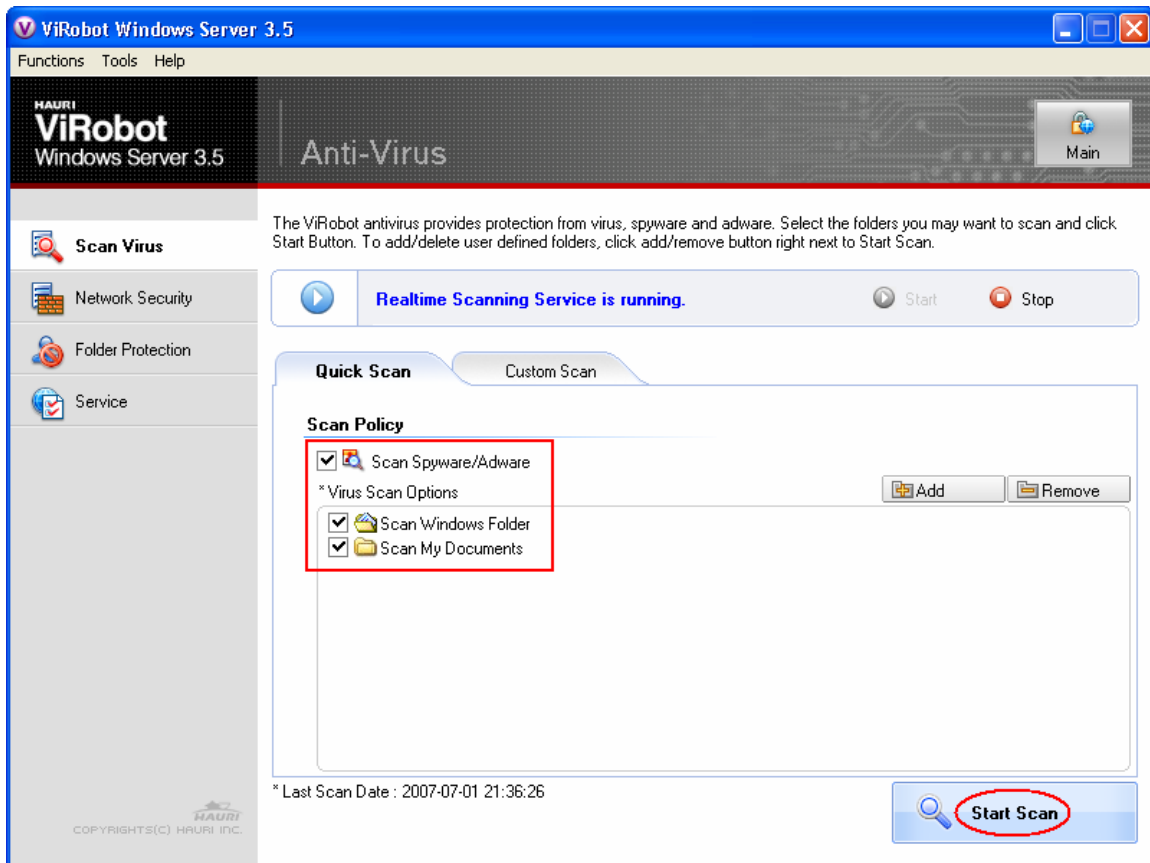 ViRobot Windows Server 3.5
Functions Tools Help
HAURI
ViRobot
Windows Server 3.5
Anti-Virus
Main
Scan Virus
Network Security
Folder Protection
Service
The ViRobot antivirus provides protection from virus, spyware and adware. Select the folders you may want to scan and click
Start Button. To add/delete user defined folders, click add/remove button right next to Start Scan.
Realtime Scanning Service is running.
Start
Stop
Quick Scan
Custom Scan
Scan Policy
Scan Spyware/Adware
* Virus Scan Options
Add
Remove
Scan Windows Folder
Scan My Documents
* Last Scan Date : 2007-07-01 21:36:26
Start Scan
HAURI
COPYRIGHTS(C) HAURI INC.